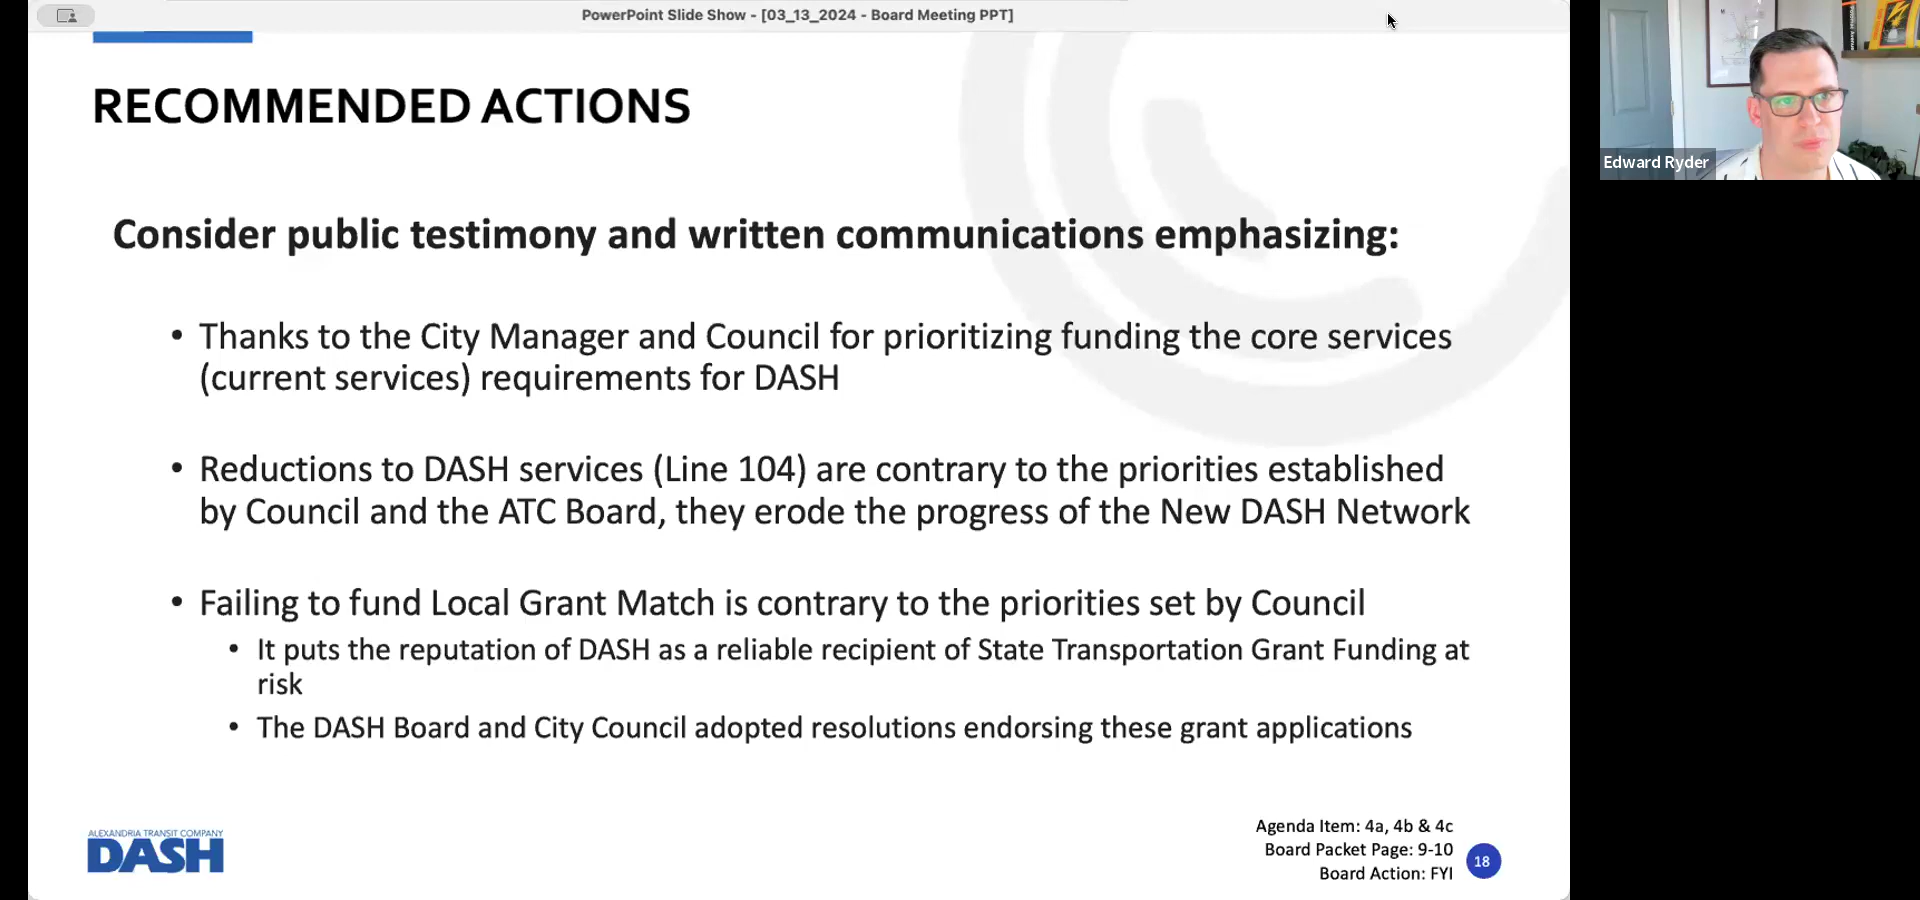 PowerPoint Slide Show - [03_13_2024 - Board Meeting PPT]
RECOMMENDED ACTIONS
Consider public testimony and written communications emphasizing:
• Thanks to the City Manager and Council for prioritizing funding the core services
(current services) requirements for DASH
• Reductions to DASH services (Line 104) are contrary to the priorities established
by Council and the ATC Board, they erode the progress of the New DASH Network
• Failing to fund Local Grant Match is contrary to the priorities set by Council
• It puts the reputation of DASH as a reliable recipient of State Transportation Grant Funding at
risk
• The DASH Board and City Council adopted resolutions endorsing these grant applications
ALEXANDRIA TRANSIT COMPANY
DASH
Agenda Item: 4a, 4b & 4c
Board Packet Page: 9-10
Board Action: FYI
18
Edward Ryder